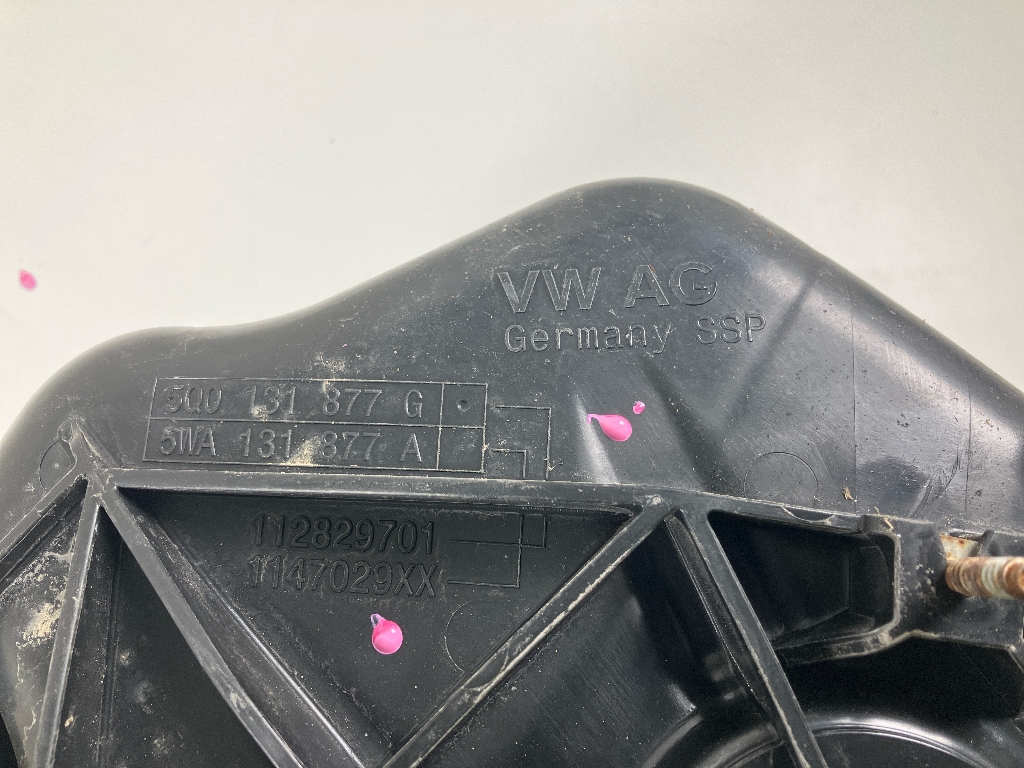 VW AG
Germany SSP
5Q0 131 877 G
5WA 131 877 A
112829701
1147029XX